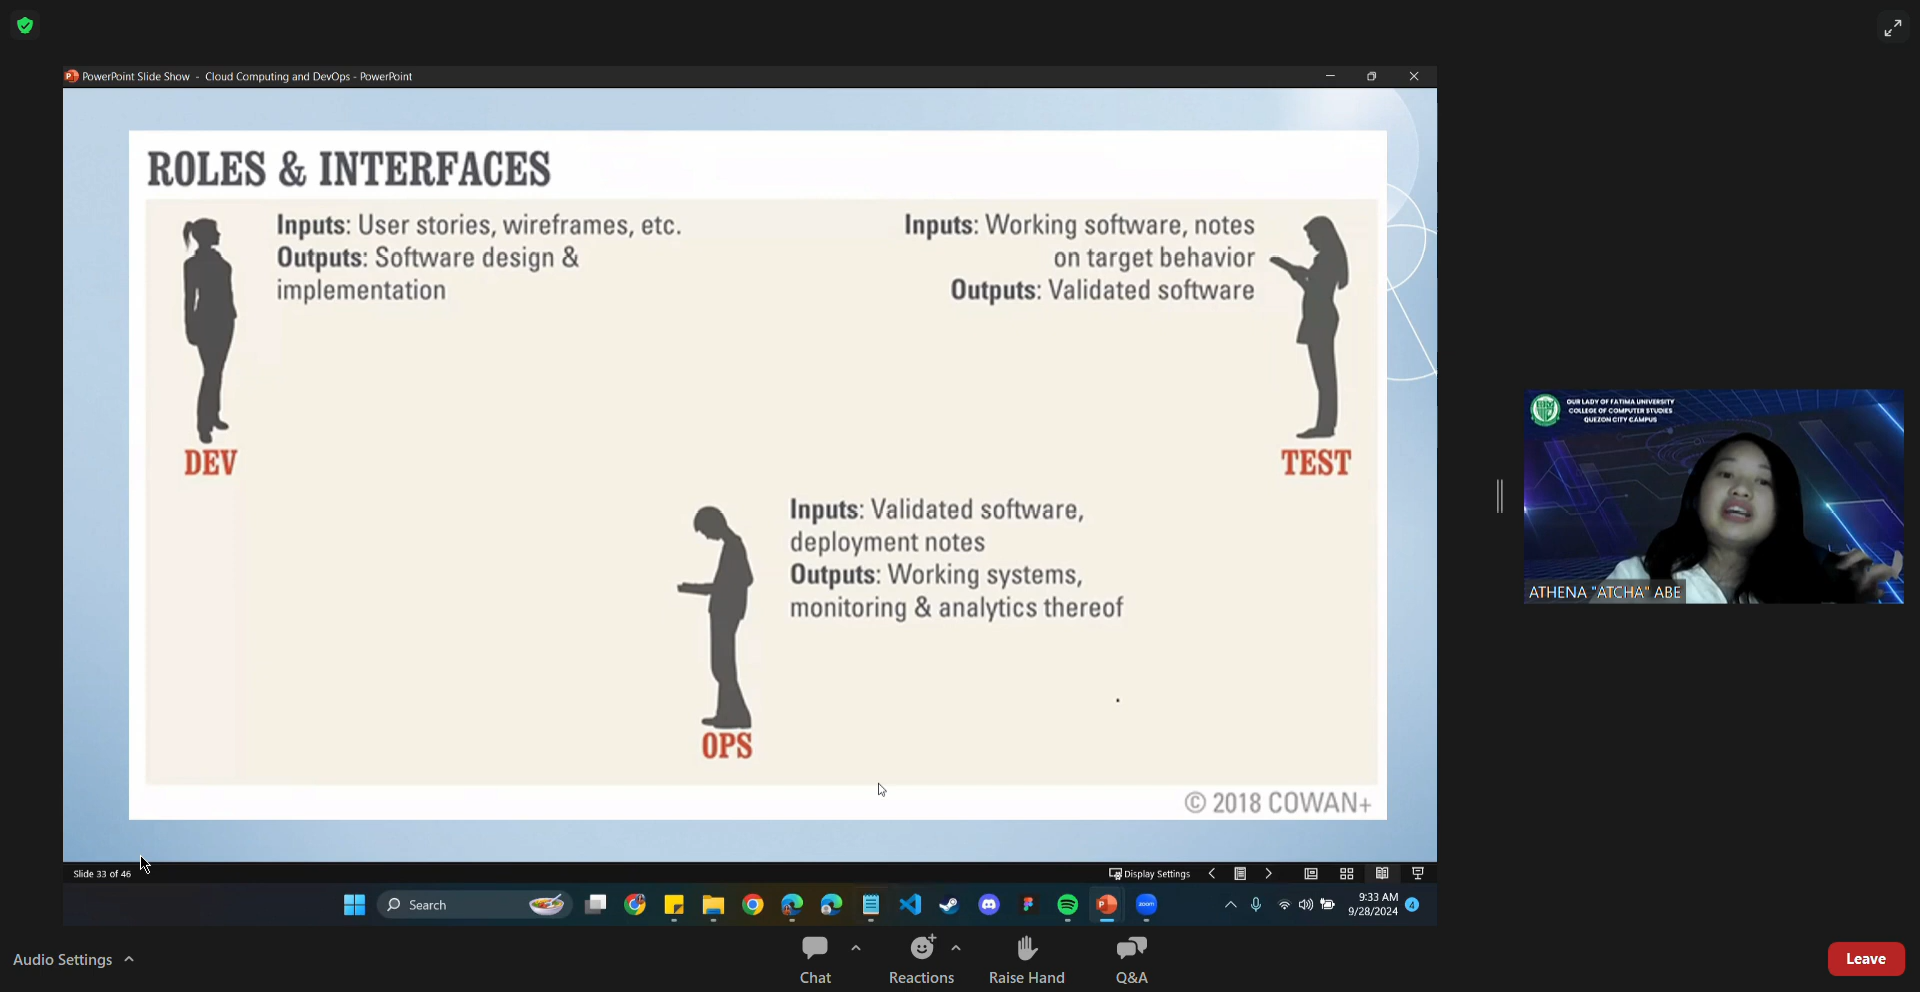 PowerPoint Slide Show - Cloud Computing and DevOps - PowerPoint
ROLES & INTERFACES
Inputs: User stories, wireframes, etc.
Outputs: Software design &
implementation
DEV
Inputs: Working software, notes
on target behavior
Outputs: Validated software
TEST
Inputs: Validated software,
deployment notes
Outputs: Working systems,
monitoring & analytics thereof
OPS
© 2018 COWAN+
OUR LADY OF FATIMA UNIVERSITY
COLLEGE OF COMPUTER STUDIES
QUEZON CITY CAMPUS
ATHENA "ATCHA" ABE
Slide 33 of 46
Display Settings
Search
zoom
9:33 AM
9/28/2024
4
Audio Settings
Chat
Reactions
Raise Hand
Q&A
Leave